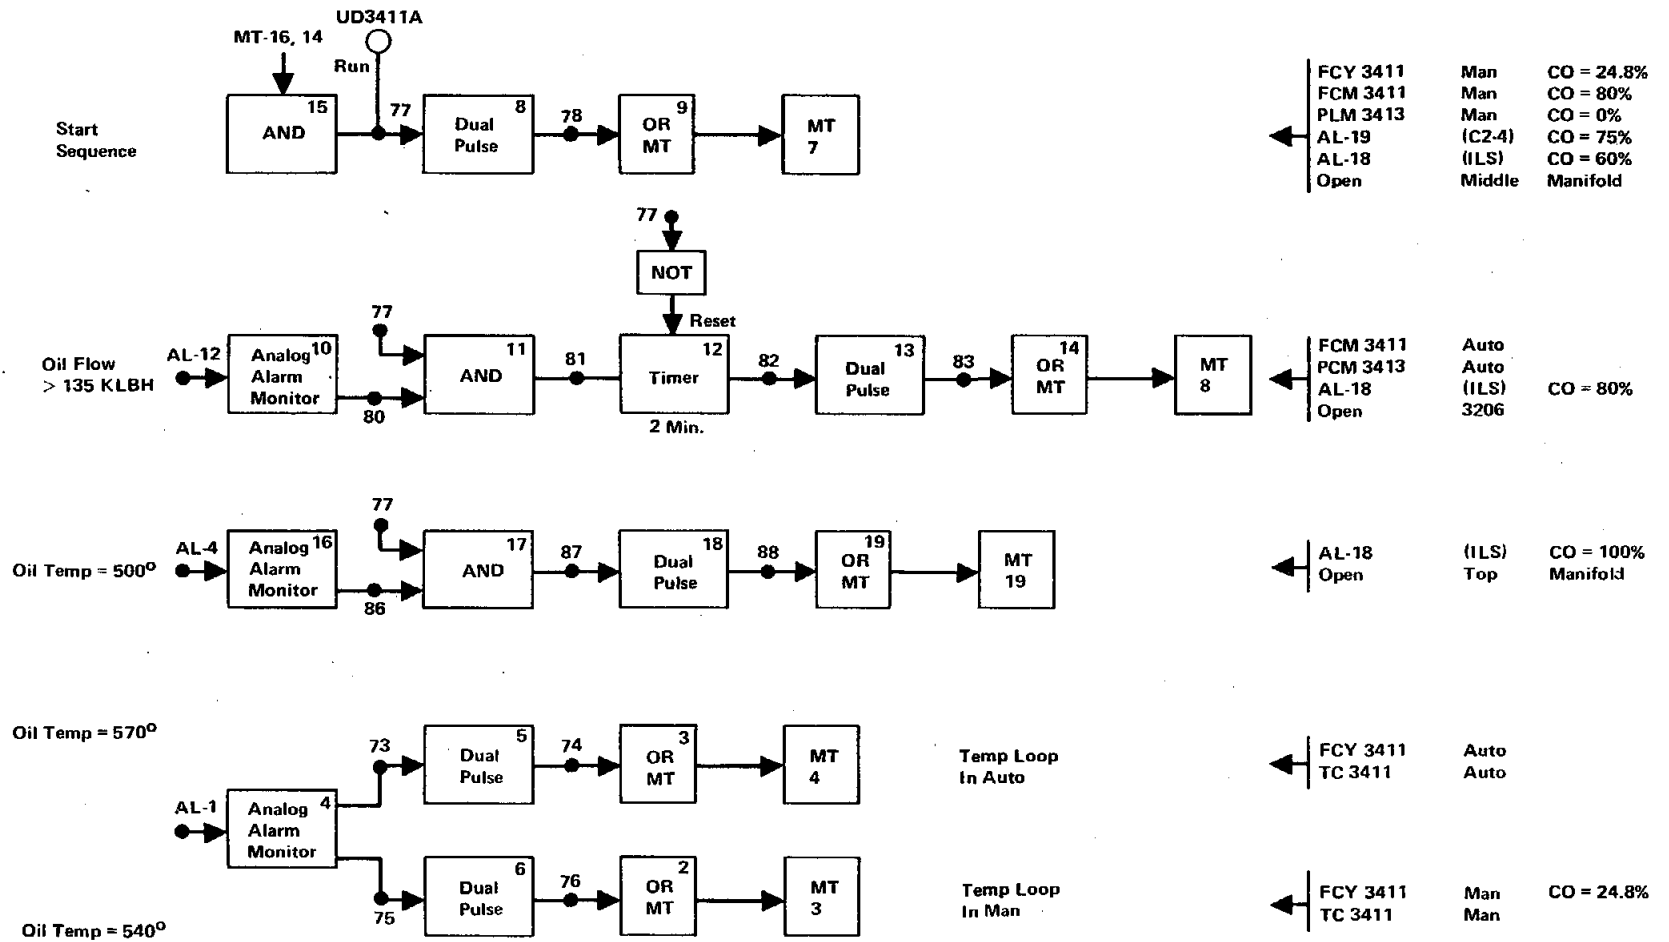 UD3411A
MT-16, 14
Run
Start
Sequence
15
AND
77
8
Dual
Pulse
78
9
OR
MT
MT
7
FCY 3411 Man CO = 24.8%
FCM 3411 Man CO = 80%
PLM 3413 Man CO = 0%
AL-19 (C2-4) CO = 75%
AL-18 (ILS) CO = 60%
Open Middle Manifold
77
NOT
Reset
Oil Flow
> 135 KLBH
AL-12
Analog 10
Alarm
Monitor
77
80
11
AND
81
12
Timer
2 Min.
82
13
Dual
Pulse
83
14
OR
MT
MT
8
FCM 3411 Auto
PCM 3413 Auto
AL-18 (ILS) CO = 80%
Open 3206
Oil Temp = 500º
AL-4
Analog 16
Alarm
Monitor
77
86
17
AND
87
18
Dual
Pulse
88
19
OR
MT
MT
19
AL-18 (ILS) CO = 100%
Open Top Manifold
Oil Temp = 570º
73
5
Dual
Pulse
74
3
OR
MT
MT
4
Temp Loop
In Auto
FCY 3411 Auto
TC 3411 Auto
AL-1
Analog 4
Alarm
Monitor
75
6
Dual
Pulse
76
2
OR
MT
MT
3
Temp Loop
In Man
FCY 3411 Man CO = 24.8%
TC 3411 Man
Oil Temp = 540º